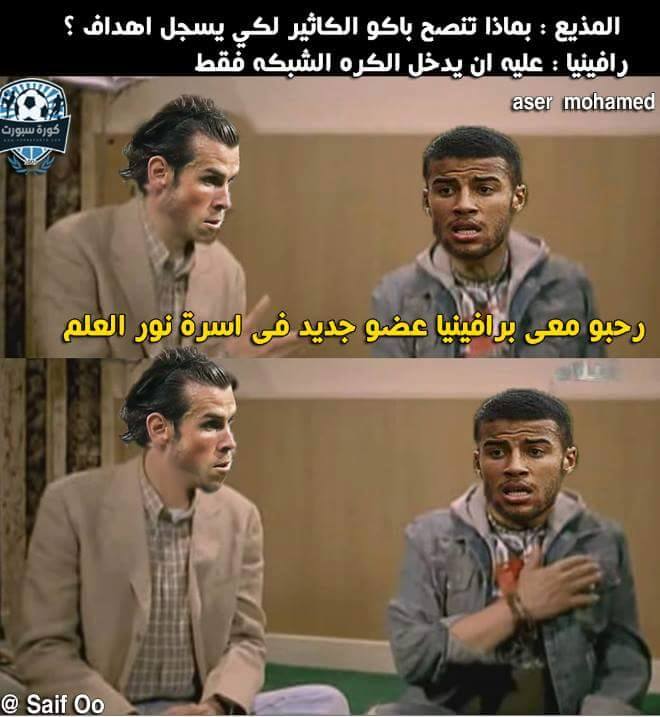 المذيع : بماذا تنصح باكو الكاثير لكي يسجل اهداف ؟
رافينيا : عليه ان يدخل الكره الشبكه فقط
aser mohamed
كورة سبورت
رحبو معى برافينيا عضو جديد فى اسرة نور العلم
@ Saif Oo